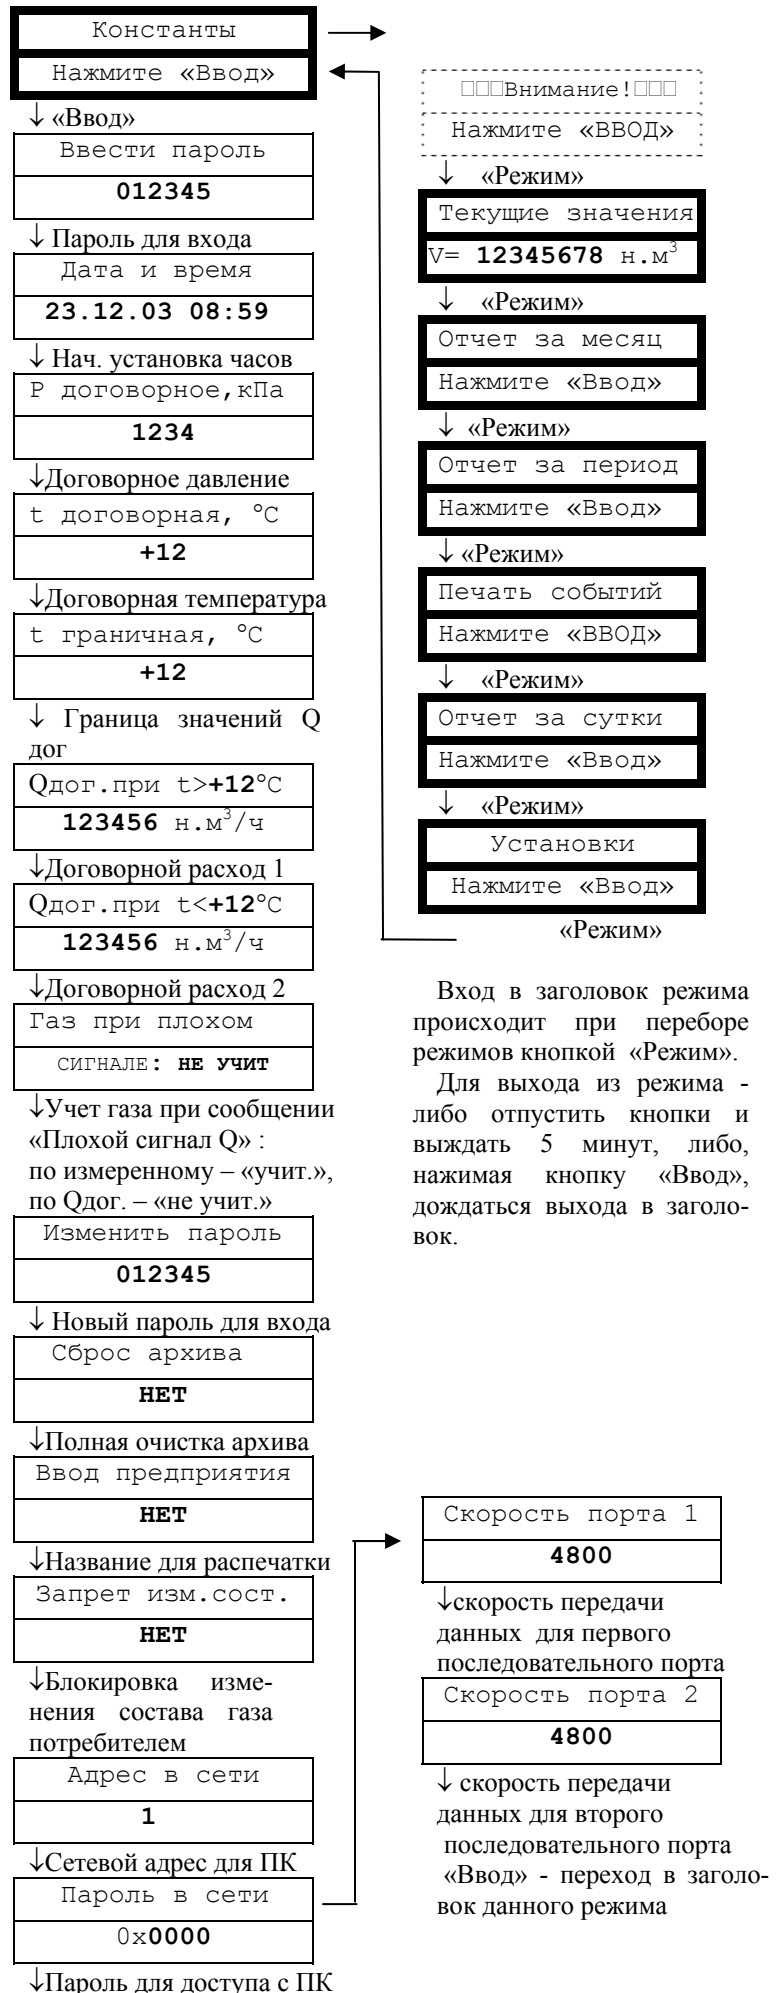 Константы
Нажмите «Ввод»
↓ «Ввод»
Ввести пароль
012345
↓ Пароль для входа
Дата и время
23.12.03 08:59
↓ Нач. установка часов
Р договорное,кПа
1234
↓Договорное давление
t договорная, °С
+12
↓Договорная температура
t граничная, °С
+12
↓ Граница значений Q
дог
Qдог.при t>+12°С
123456 н.м³/ч
↓Договорной расход 1
Qдог.при t<+12°С
123456 н.м³/ч
↓Договорной расход 2
Газ при плохом
СИГНАЛЕ: НЕ УЧИТ
↓Учет газа при сообщении
«Плохой сигнал Q» :
по измеренному – «учит.»,
по Qдог. – «не учит.»
Изменить пароль
012345
↓ Новый пароль для входа
Сброс архива
НЕТ
↓Полная очистка архива
Ввод предприятия
НЕТ
↓Название для распечатки
Запрет изм.сост.
НЕТ
↓Блокировка изме-
нения состава газа
потребителем
Адрес в сети
1
↓Сетевой адрес для ПК
Пароль в сети
0х0000
↓Пароль для доступа с ПК
□□□Внимание!□□□
Нажмите «ВВОД»
↓ «Режим»
Текущие значения
V= 12345678 н.м³
↓ «Режим»
Отчет за месяц
Нажмите «Ввод»
↓ «Режим»
Отчет за период
Нажмите «Ввод»
↓ «Режим»
Печать событий
Нажмите «ВВОД»
↓ «Режим»
Отчет за сутки
Нажмите «Ввод»
↓ «Режим»
Установки
Нажмите «Ввод»
«Режим»
Вход в заголовок режима
происходит при переборе
режимов кнопкой «Режим».
Для выхода из режима -
либо отпустить кнопки и
выждать 5 минут, либо,
нажимая кнопку «Ввод»,
дождаться выхода в заголо-
вок.
Скорость порта 1
4800
↓скорость передачи
данных для первого
последовательного порта
Скорость порта 2
4800
↓ скорость передачи
данных для второго
последовательного порта
«Ввод» - переход в заголо-
вок данного режима